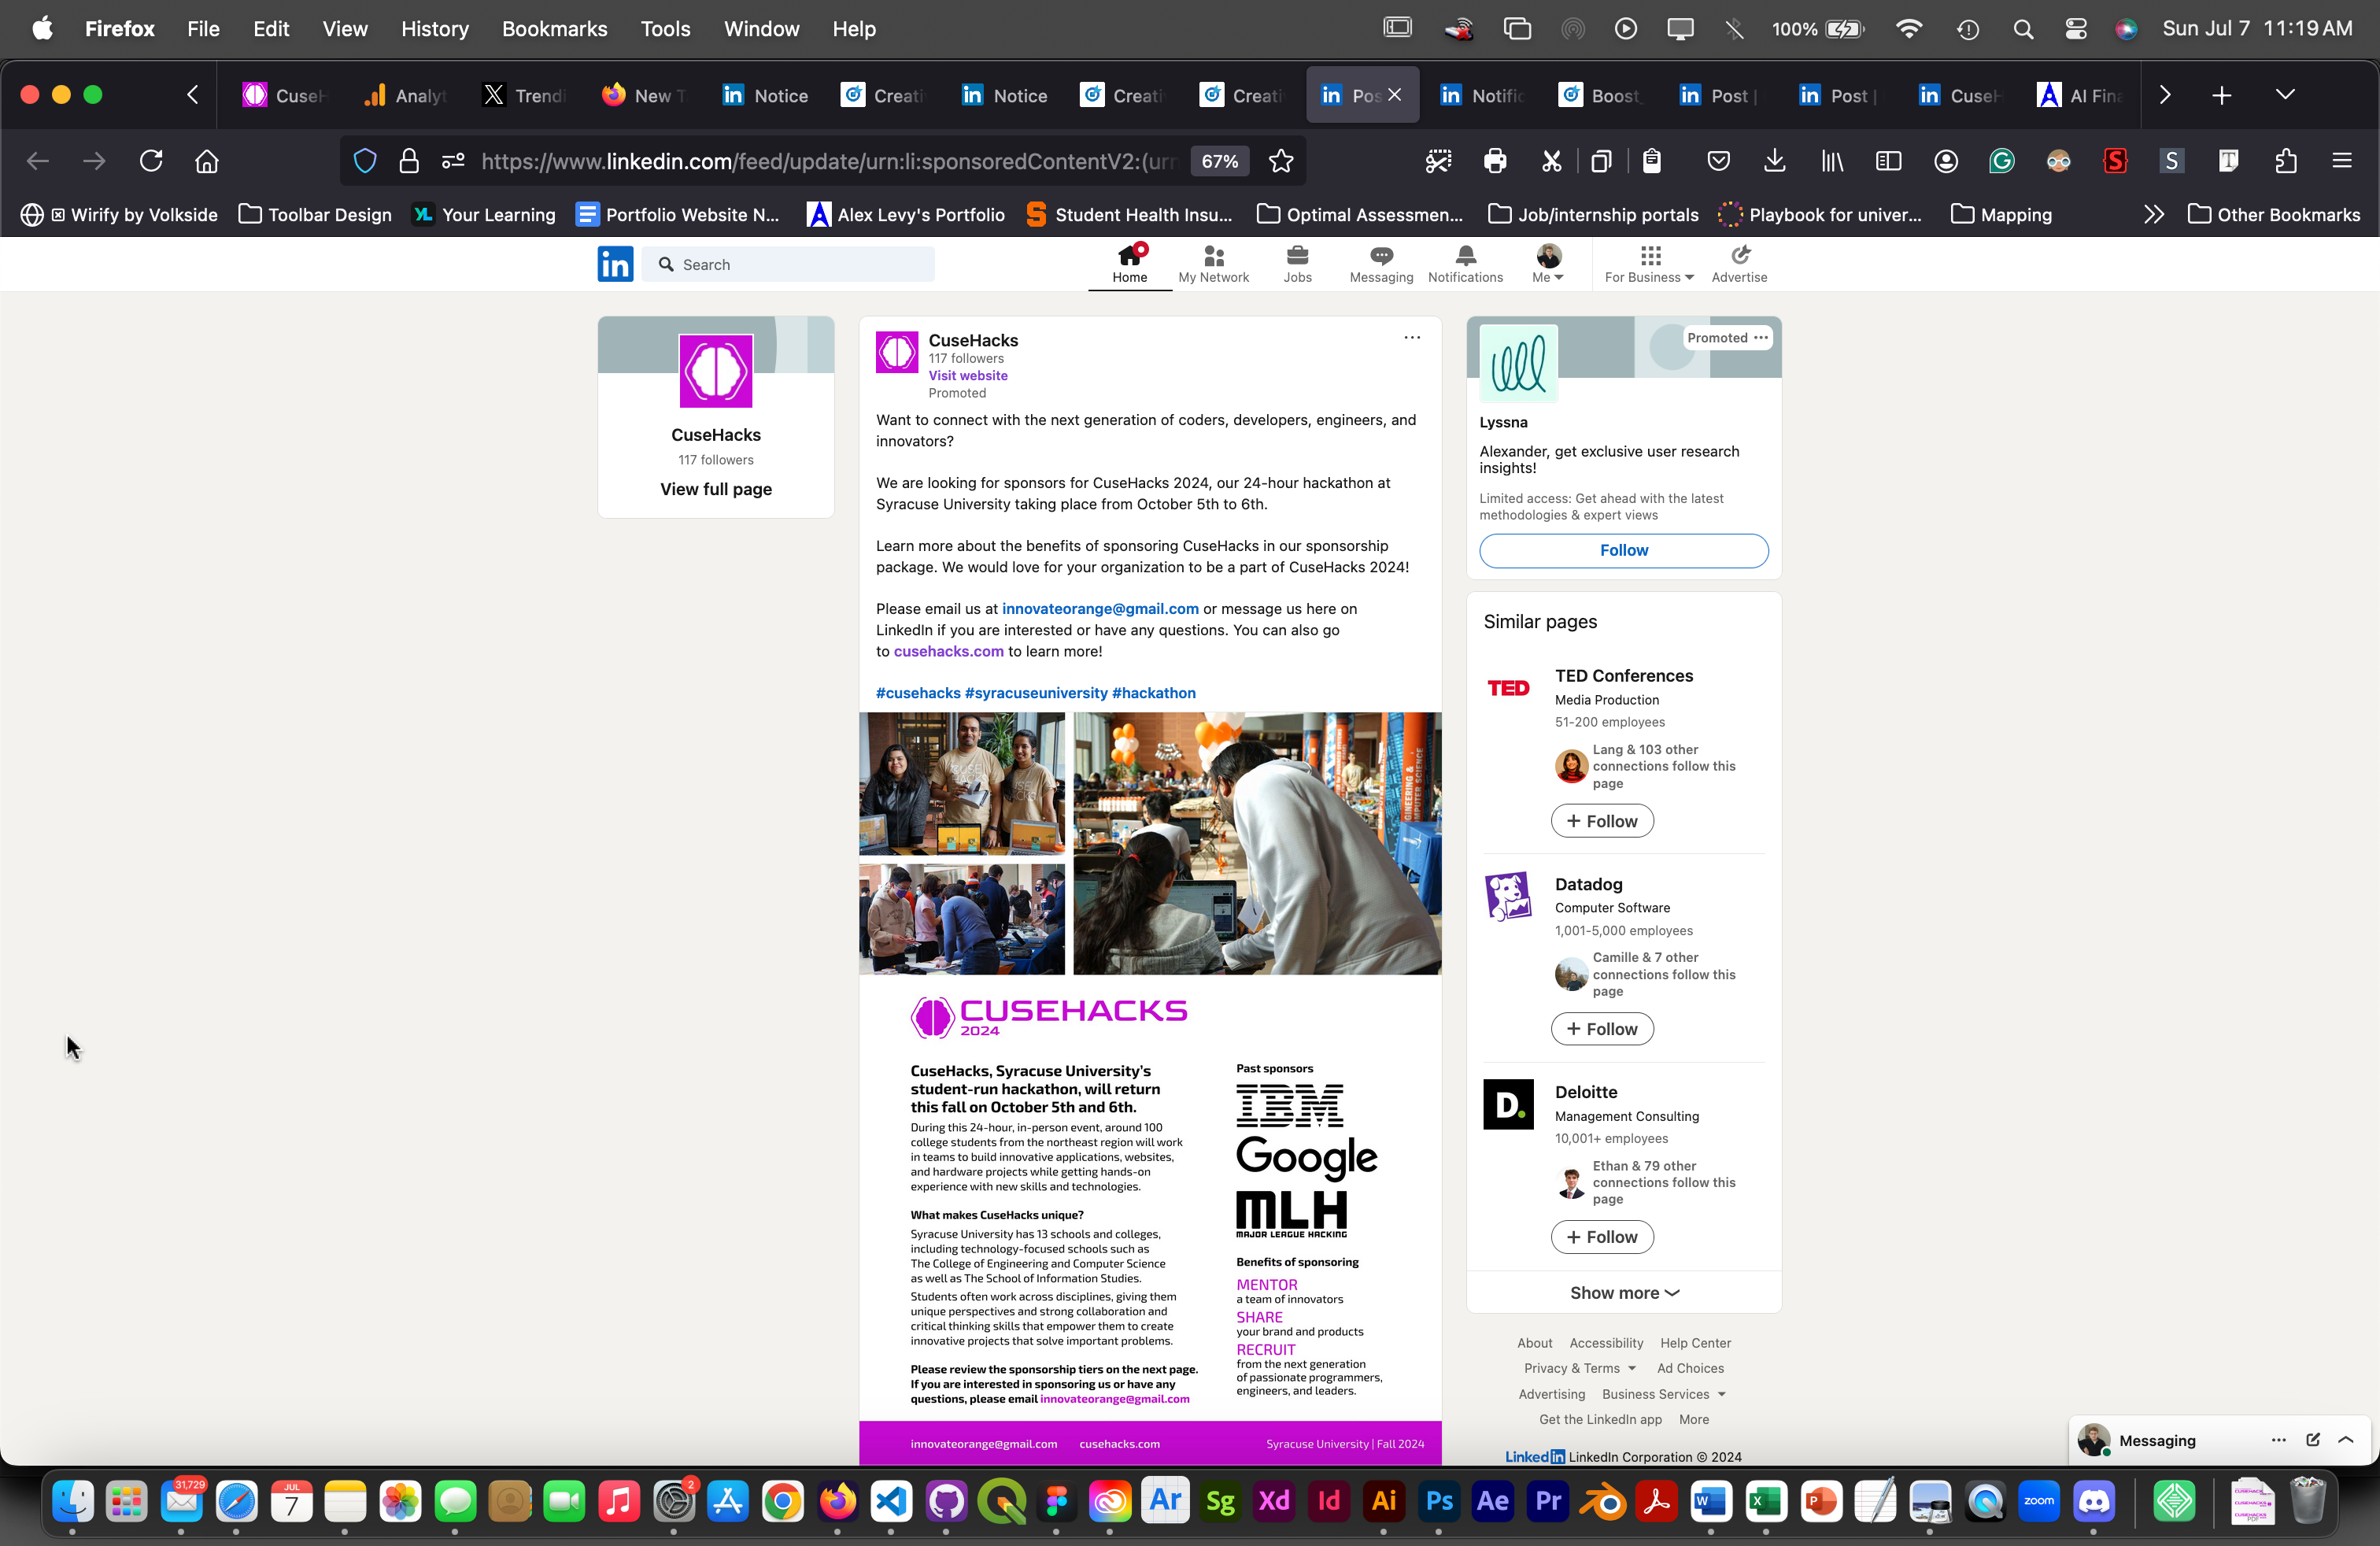 Firefox File Edit View History Bookmarks Tools Window Help 100% Sun Jul 7 11:19 AM
CuseH Analyt Trendi New T Notice Creati Notice Creati Creati Pos Notific Boost_ Post | Post | CuseH AI Fina
https://www.linkedin.com/feed/update/urn:li:sponsoredContentV2:(urn 67%
Wirify by Volkside Toolbar Design Your Learning Portfolio Website N... Alex Levy's Portfolio Student Health Insu... Optimal Assessmen... Job/internship portals Playbook for univer... Mapping Other Bookmarks
in Search Home My Network Jobs Messaging Notifications Me For Business Advertise
CuseHacks
117 followers
View full page
CuseHacks
117 followers
Visit website
Promoted
Want to connect with the next generation of coders, developers, engineers, and
innovators?
We are looking for sponsors for CuseHacks 2024, our 24-hour hackathon at
Syracuse University taking place from October 5th to 6th.
Learn more about the benefits of sponsoring CuseHacks in our sponsorship
package. We would love for your organization to be a part of CuseHacks 2024!
Please email us at innovateorange@gmail.com or message us here on
LinkedIn if you are interested or have any questions. You can also go
to cusehacks.com to learn more!
#cusehacks #syracuseuniversity #hackathon
CUSEHACKS
2024
CuseHacks, Syracuse University's
student-run hackathon, will return
this fall on October 5th and 6th.
During this 24-hour, in-person event, around 100
college students from the northeast region will work
in teams to build innovative applications, websites,
and hardware projects while getting hands-on
experience with new skills and technologies.
What makes CuseHacks unique?
Syracuse University has 13 schools and colleges,
including technology-focused schools such as
The College of Engineering and Computer Science
as well as The School of Information Studies.
Students often work across disciplines, giving them
unique perspectives and strong collaboration and
critical thinking skills that empower them to create
innovative projects that solve important problems.
Please review the sponsorship tiers on the next page.
If you are interested in sponsoring us or have any
questions, please email innovateorange@gmail.com
Past sponsors
IBM
Google
MLH
MAJOR LEAGUE HACKING
Benefits of sponsoring
MENTOR
a team of innovators
SHARE
your brand and products
RECRUIT
from the next generation
of passionate programmers,
engineers, and leaders.
innovateorange@gmail.com cusehacks.com Syracuse University | Fall 2024
Promoted
Lyssna
Alexander, get exclusive user research
insights!
Limited access: Get ahead with the latest
methodologies & expert views
Follow
Similar pages
TED
TED Conferences
Media Production
51-200 employees
Lang & 103 other
connections follow this
page
+ Follow
Datadog
Computer Software
1,001-5,000 employees
Camille & 7 other
connections follow this
page
+ Follow
D.
Deloitte
Management Consulting
10,001+ employees
Ethan & 79 other
connections follow this
page
+ Follow
Show more
About Accessibility Help Center
Privacy & Terms Ad Choices
Advertising Business Services
Get the LinkedIn app More
LinkedIn LinkedIn Corporation © 2024
Messaging
31,729 JUL 7 2 Ar Sg Xd Id Ai Ps Ae Pr W X P zoom